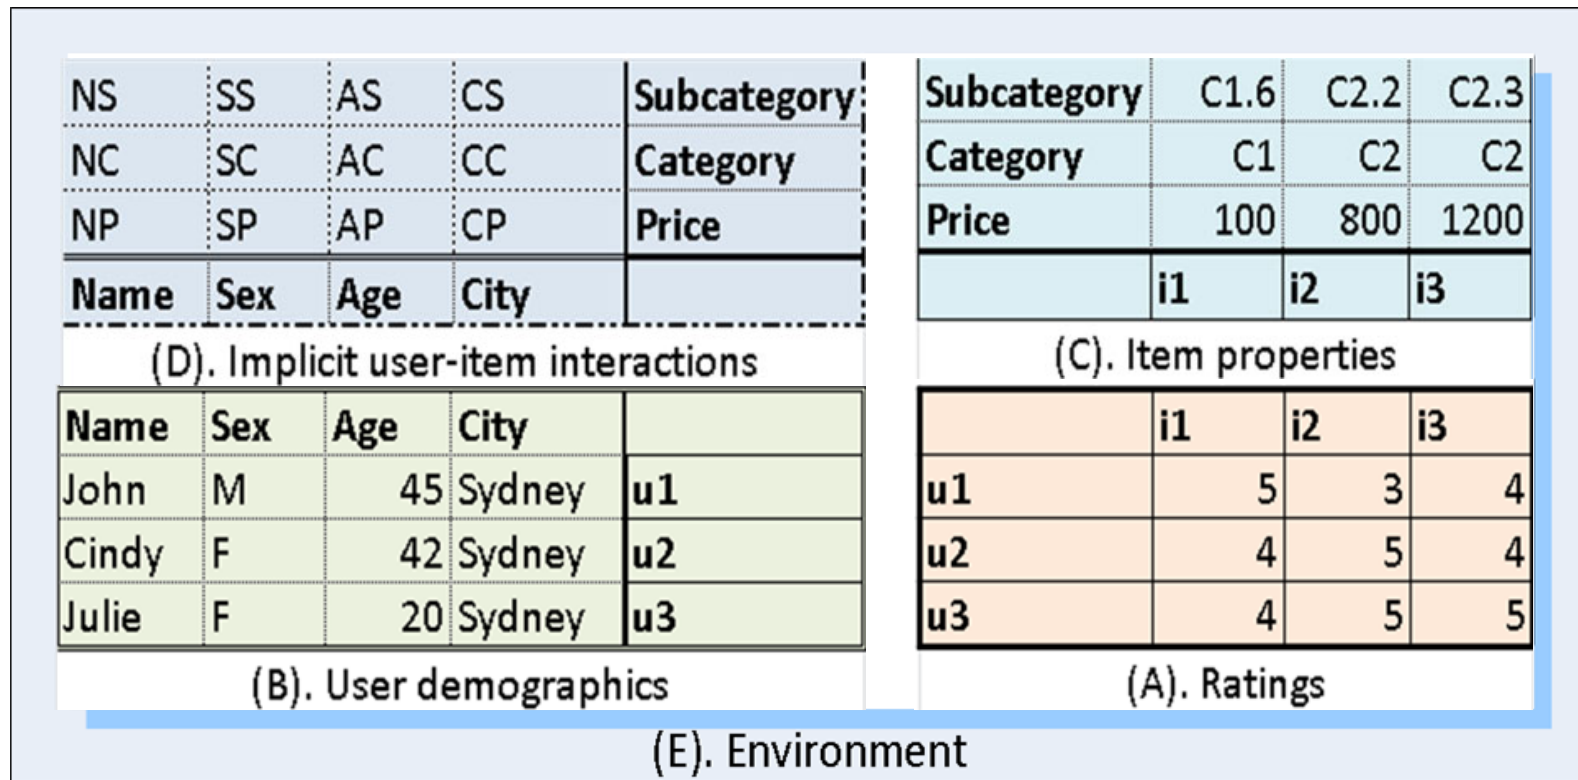 NS SS AS CS Subcategory
NC SC AC CC Category
NP SP AP CP Price
Name Sex Age City
(D). Implicit user-item interactions
Subcategory C1.6 C2.2 C2.3
Category C1 C2 C2
Price 100 800 1200
i1 i2 i3
(C). Item properties
Name Sex Age City
John M 45 Sydney u1
Cindy F 42 Sydney u2
Julie F 20 Sydney u3
(B). User demographics
i1 i2 i3
u1 5 3 4
u2 4 5 4
u3 4 5 5
(A). Ratings
(E). Environment